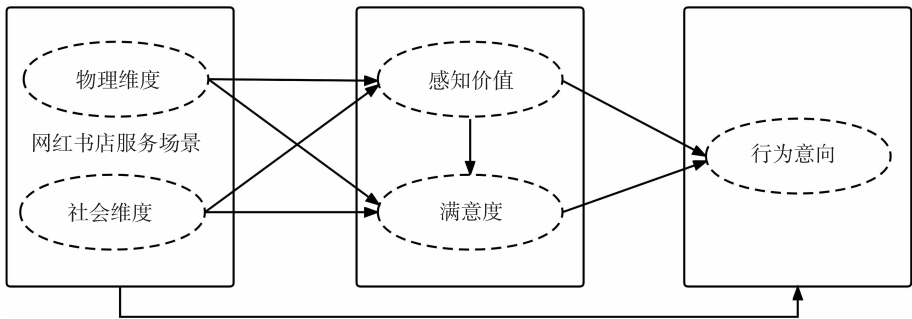 物理维度
网红书店服务场景
社会维度
感知价值
满意度
行为意向